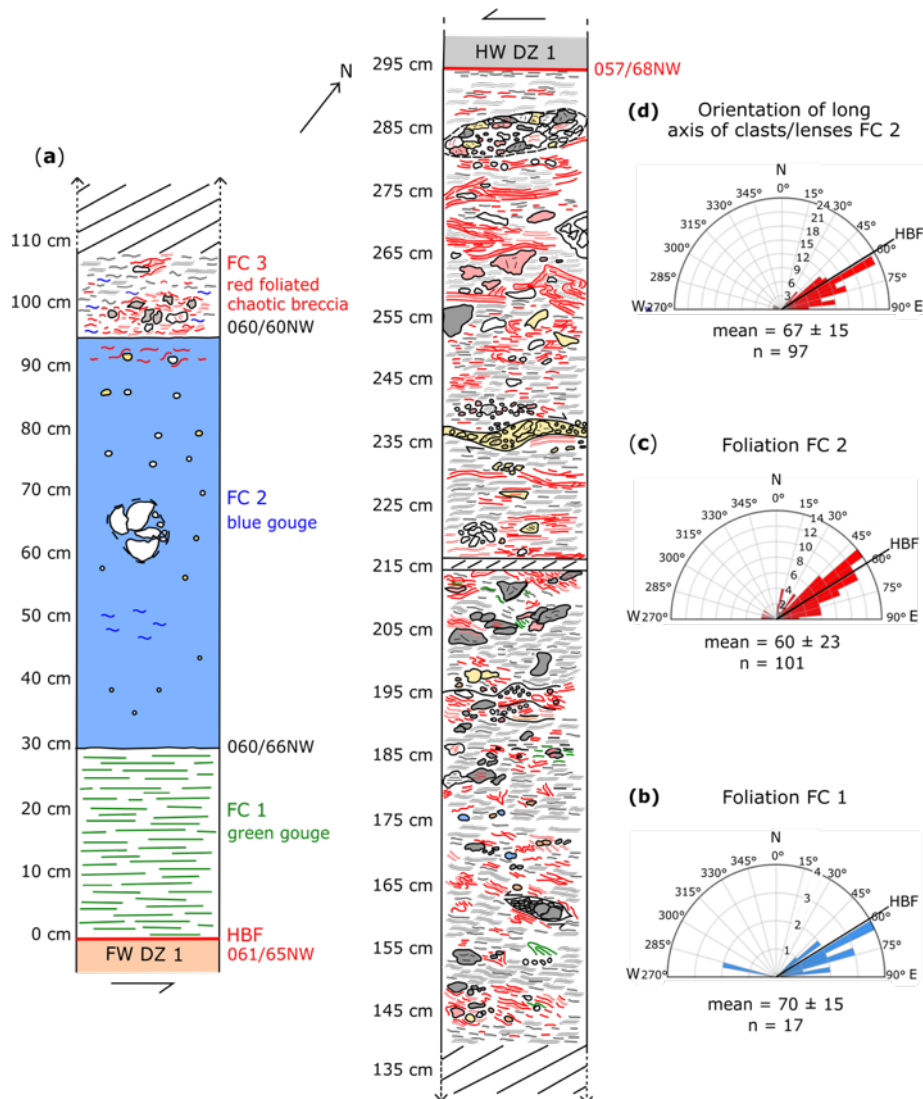 (a)
N
110 cm
100 cm
90 cm
80 cm
70 cm
60 cm
50 cm
40 cm
30 cm
20 cm
10 cm
0 cm
FC 3
red foliated
chaotic breccia
060/60NW
FC 2
blue gouge
060/66NW
FC 1
green gouge
HBF
061/65NW
FW DZ 1
HW DZ 1
057/68NW
295 cm
285 cm
275 cm
265 cm
255 cm
245 cm
235 cm
225 cm
215 cm
205 cm
195 cm
185 cm
175 cm
165 cm
155 cm
145 cm
135 cm
(d) Orientation of long
axis of clasts/lenses FC 2
N
0°
345°
330°
315°
300°
285°
W 270°
15°
30°
45°
60°
75°
90° E
HBF
24
21
18
15
12
9
6
3
mean = 67 ± 15
n = 97
(c) Foliation FC 2
N
0°
345°
330°
315°
300°
285°
W 270°
15°
30°
45°
60°
75°
90° E
HBF
14
12
10
8
6
4
2
mean = 60 ± 23
n = 101
(b) Foliation FC 1
N
0°
345°
330°
315°
300°
285°
W 270°
15°
30°
45°
60°
75°
90° E
HBF
4
3
2
1
mean = 70 ± 15
n = 17